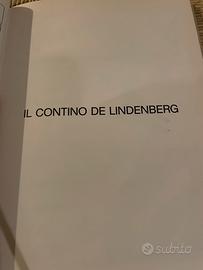 IL CONTINO DE LINDENBERG
subito